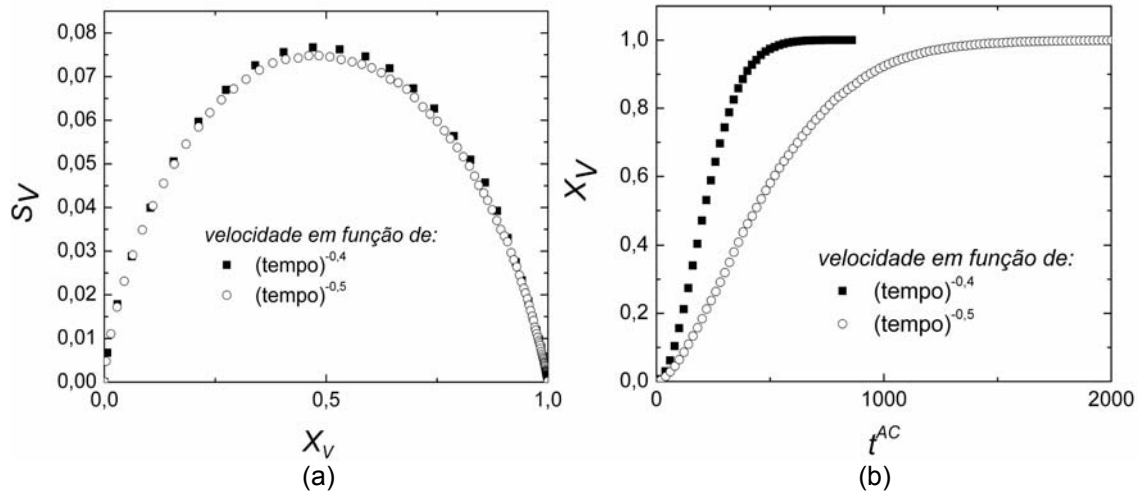 0,08
0,07
0,06
0,05
0,04
0,03
0,02
0,01
0,00
S_V
velocidade em função de:
(tempo)^-0,4
(tempo)^-0,5
0,0
0,5
1,0
X_V
(a)
1,0
0,8
0,6
0,4
0,2
0,0
X_V
velocidade em função de:
(tempo)^-0,4
(tempo)^-0,5
0
500
1000
1500
2000
t^AC
(b)